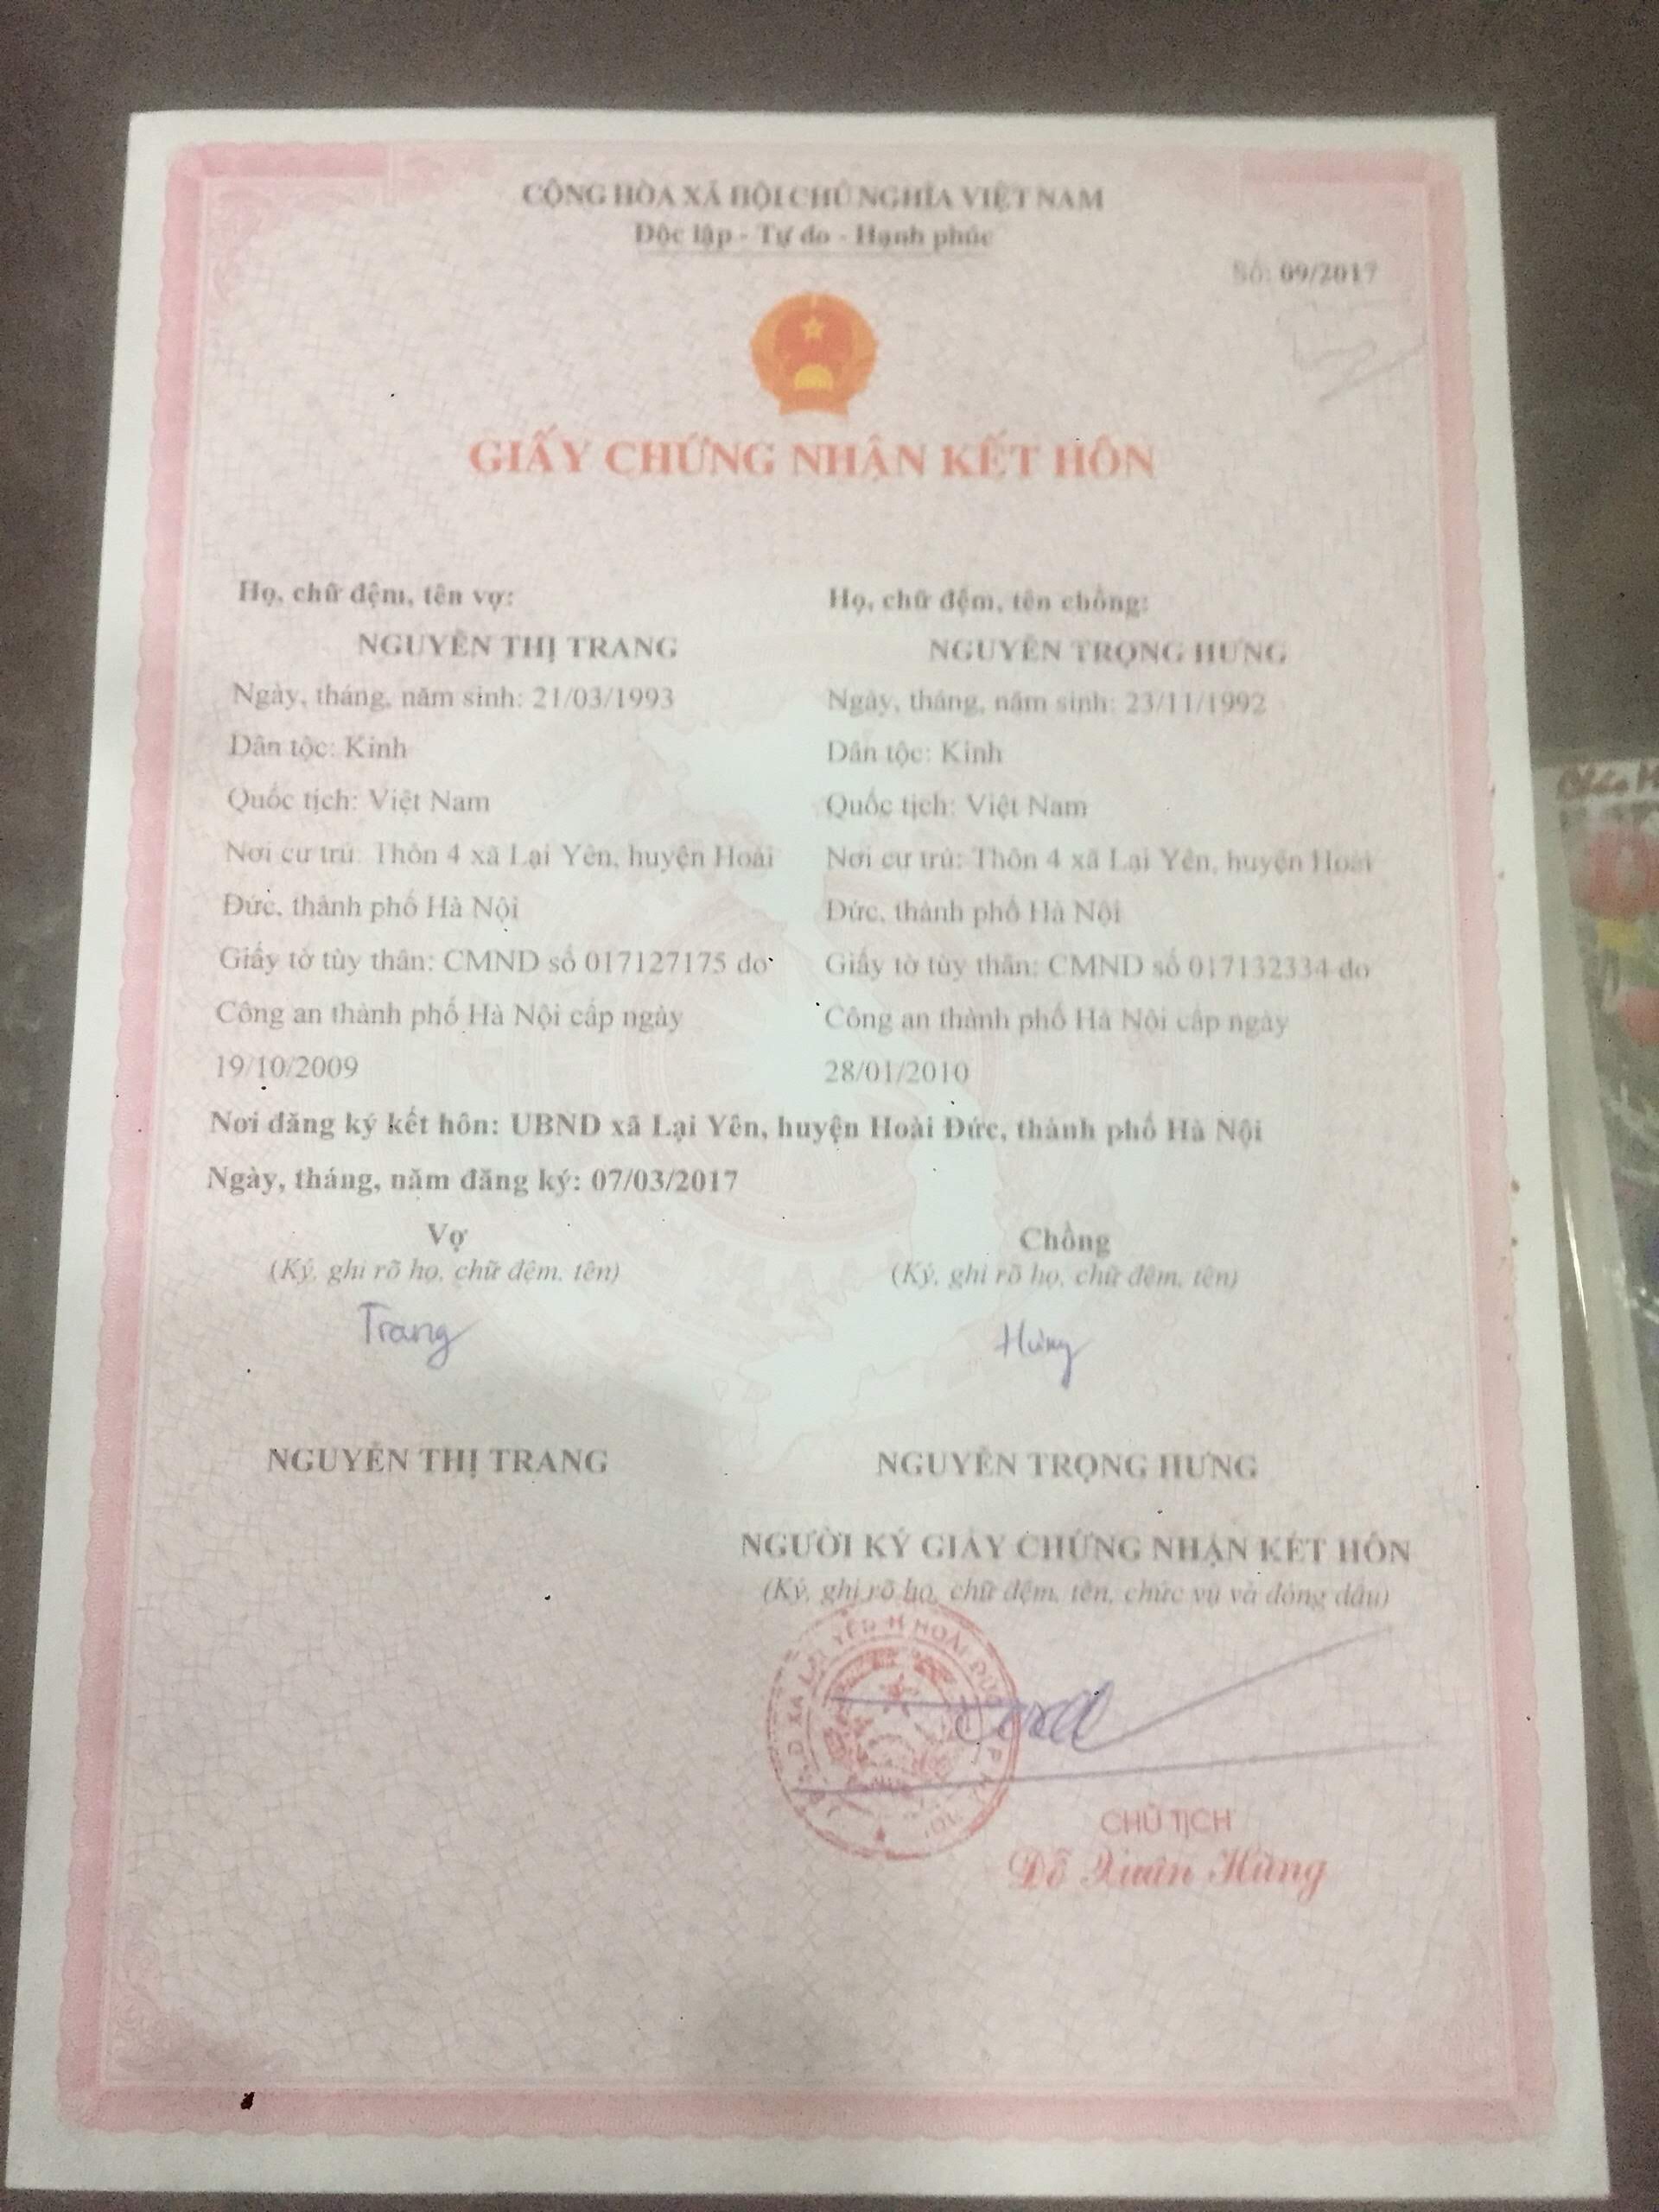 CỘNG HÒA XÃ HỘI CHỦ NGHĨA VIỆT NAM
Độc lập - Tự do - Hạnh phúc
Số: 09/2017
GIẤY CHỨNG NHẬN KẾT HÔN
Họ, chữ đệm, tên vợ:
NGUYỄN THỊ TRANG
Ngày, tháng, năm sinh: 21/03/1993
Dân tộc: Kinh
Quốc tịch: Việt Nam
Nơi cư trú: Thôn 4 xã Lại Yên, huyện Hoài
Đức, thành phố Hà Nội
Giấy tờ tùy thân: CMND số 017127175 do
Công an thành phố Hà Nội cấp ngày
19/10/2009
Họ, chữ đệm, tên chồng:
NGUYỄN TRỌNG HƯNG
Ngày, tháng, năm sinh: 23/11/1992
Dân tộc: Kinh
Quốc tịch: Việt Nam
Nơi cư trú: Thôn 4 xã Lại Yên, huyện Hoài
Đức, thành phố Hà Nội
Giấy tờ tùy thân: CMND số 017132334 do
Công an thành phố Hà Nội cấp ngày
28/01/2010
Nơi đăng ký kết hôn: UBND xã Lại Yên, huyện Hoài Đức, thành phố Hà Nội
Ngày, tháng, năm đăng ký: 07/03/2017
Vợ
(Ký, ghi rõ họ, chữ đệm, tên)
Trang
NGUYỄN THỊ TRANG
Chồng
(Ký, ghi rõ họ, chữ đệm, tên)
Hưng
NGUYỄN TRỌNG HƯNG
NGƯỜI KÝ GIẤY CHỨNG NHẬN KẾT HÔN
(Ký, ghi rõ họ, chữ đệm, tên, chức vụ và đóng dấu)
XÃ LẠI YÊN H HOÀI ĐỨC
CHỦ TỊCH
Đỗ Xuân Hùng